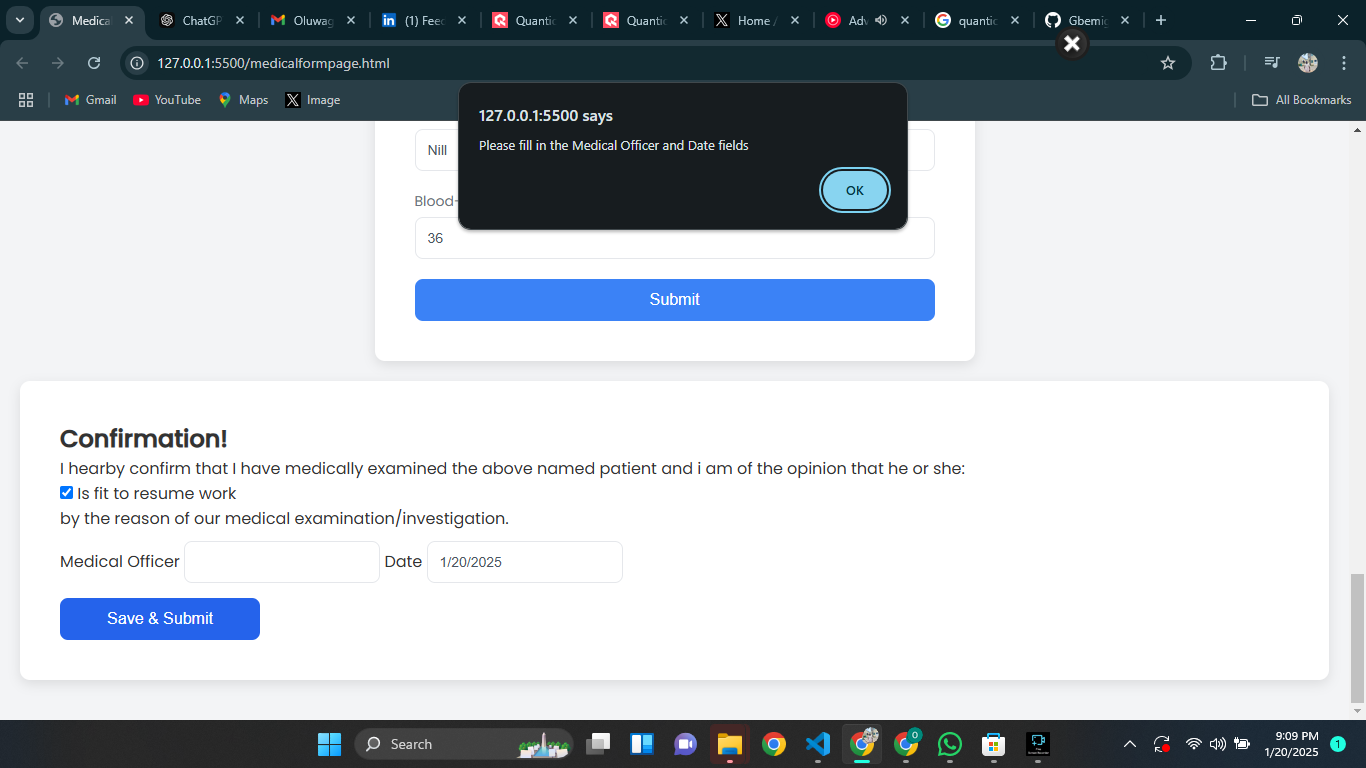 Medica
ChatGP
Oluwag
(1) Feed
Quantic
Quantic
Home /
Adv
quantic
Gbemig
127.0.0.1:5500/medicalformpage.html
Gmail
YouTube
Maps
Image
All Bookmarks
127.0.0.1:5500 says
Please fill in the Medical Officer and Date fields
OK
Nill
Blood-
36
Submit
Confirmation!
I hearby confirm that I have medically examined the above named patient and i am of the opinion that he or she:
Is fit to resume work
by the reason of our medical examination/investigation.
Medical Officer Date 1/20/2025
Save & Submit
Search
0
9:09 PM
1/20/2025
1